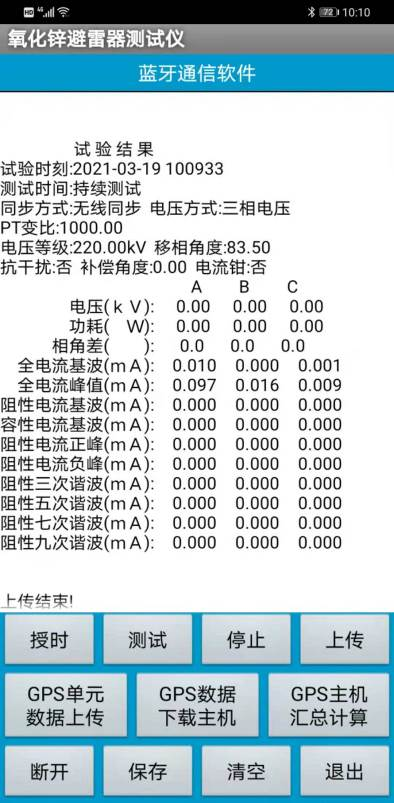 HD 4G 72 10:10
氧化锌避雷器测试仪
蓝牙通信软件
试 验 结 果
试验时刻:2021-03-19 100933
测试时间:持续测试
同步方式:无线同步 电压方式:三相电压
PT变比:1000.00
电压等级:220.00kV 移相角度:83.50
抗干扰:否 补偿角度:0.00 电流钳:否
A B C
电压( k V): 0.00 0.00 0.00
功耗( W): 0.00 0.00 0.00
相角差( ): 0.0 0.0 0.0
全电流基波(m A): 0.010 0.000 0.001
全电流峰值(m A): 0.097 0.016 0.009
阻性电流基波(m A): 0.000 0.000 0.000
容性电流基波(m A): 0.000 0.000 0.000
阻性电流正峰(m A): 0.000 0.000 0.000
阻性电流负峰(m A): 0.000 0.000 0.000
阻性三次谐波(m A): 0.000 0.000 0.000
阻性五次谐波(m A): 0.000 0.000 0.000
阻性七次谐波(m A): 0.000 0.000 0.000
阻性九次谐波(m A): 0.000 0.000 0.000
上传结束!
授时 测试 停止 上传
GPS单元 GPS数据 GPS主机
数据上传 下载主机 汇总计算
断开 保存 清空 退出